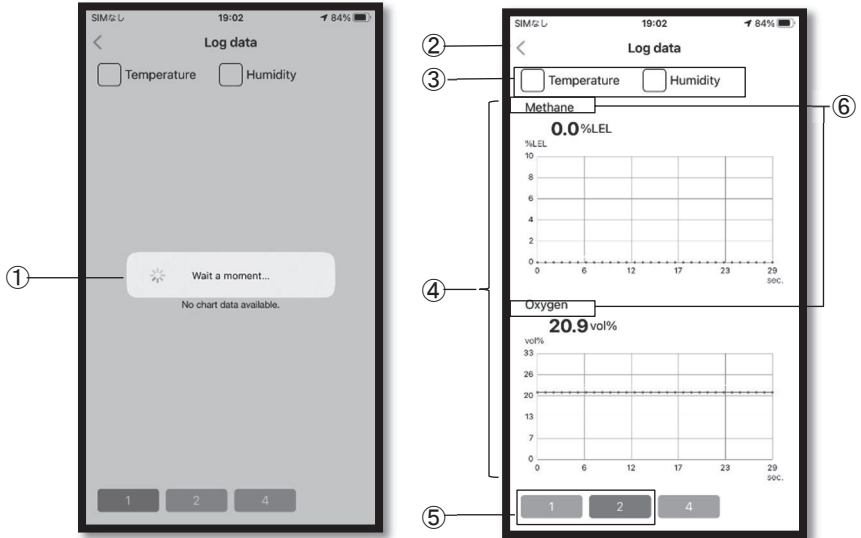 SIMなし 19:02 84%
Log data
Temperature Humidity
① Wait a moment...
No chart data available.
1 2 4
SIMなし 19:02 84%
② Log data
③ Temperature Humidity
Methane ⑥
0.0 %LEL
%LEL
10
8
6
4
2
0
0 6 12 17 23 29
sec.
④
Oxygen
20.9 vol%
vol%
33
26
20
13
7
0
0 6 12 17 23 29
sec.
⑤ 1 2 4